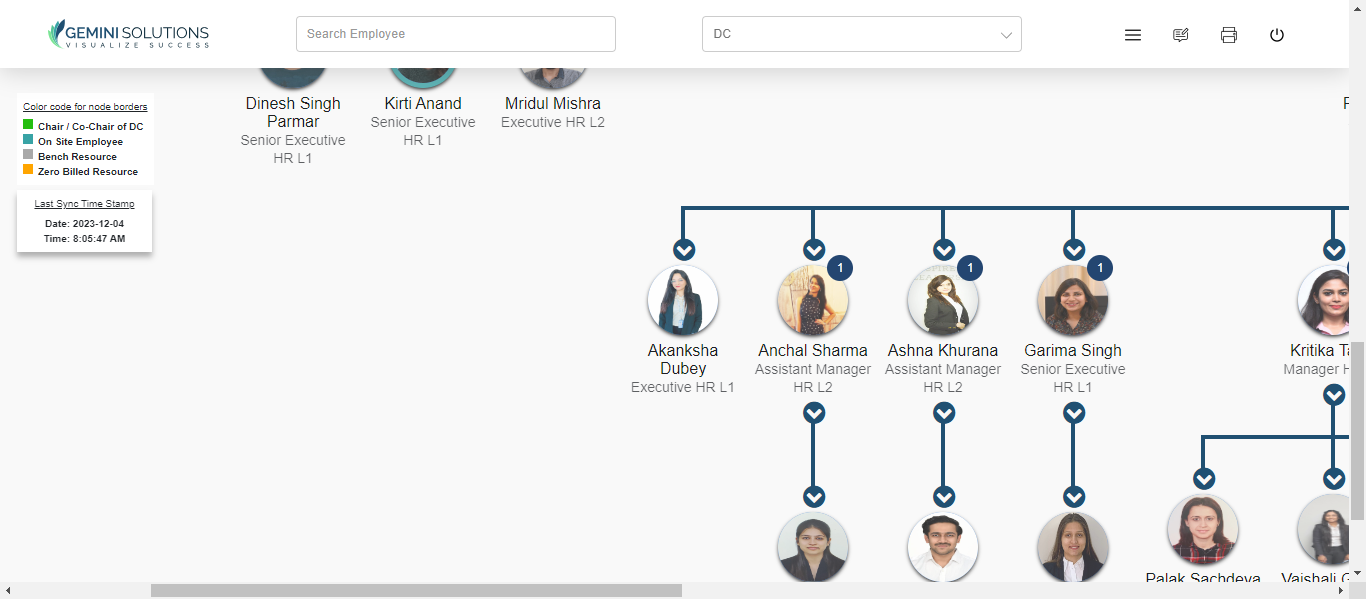 GEMINI SOLUTIONS
VISUALIZE SUCCESS
Search Employee
DC
Color code for node borders
Chair / Co-Chair of DC
On Site Employee
Bench Resource
Zero Billed Resource
Last Sync Time Stamp
Date: 2023-12-04
Time: 8:05:47 AM
Dinesh Singh
Parmar
Senior Executive
HR L1
Kirti Anand
Senior Executive
HR L1
Mridul Mishra
Executive HR L2
Akanksha
Dubey
Executive HR L1
1
Anchal Sharma
Assistant Manager
HR L2
1
Ashna Khurana
Assistant Manager
HR L2
1
Garima Singh
Senior Executive
HR L1
Kritika
Manager
Palak Sachdeva
Vaishali